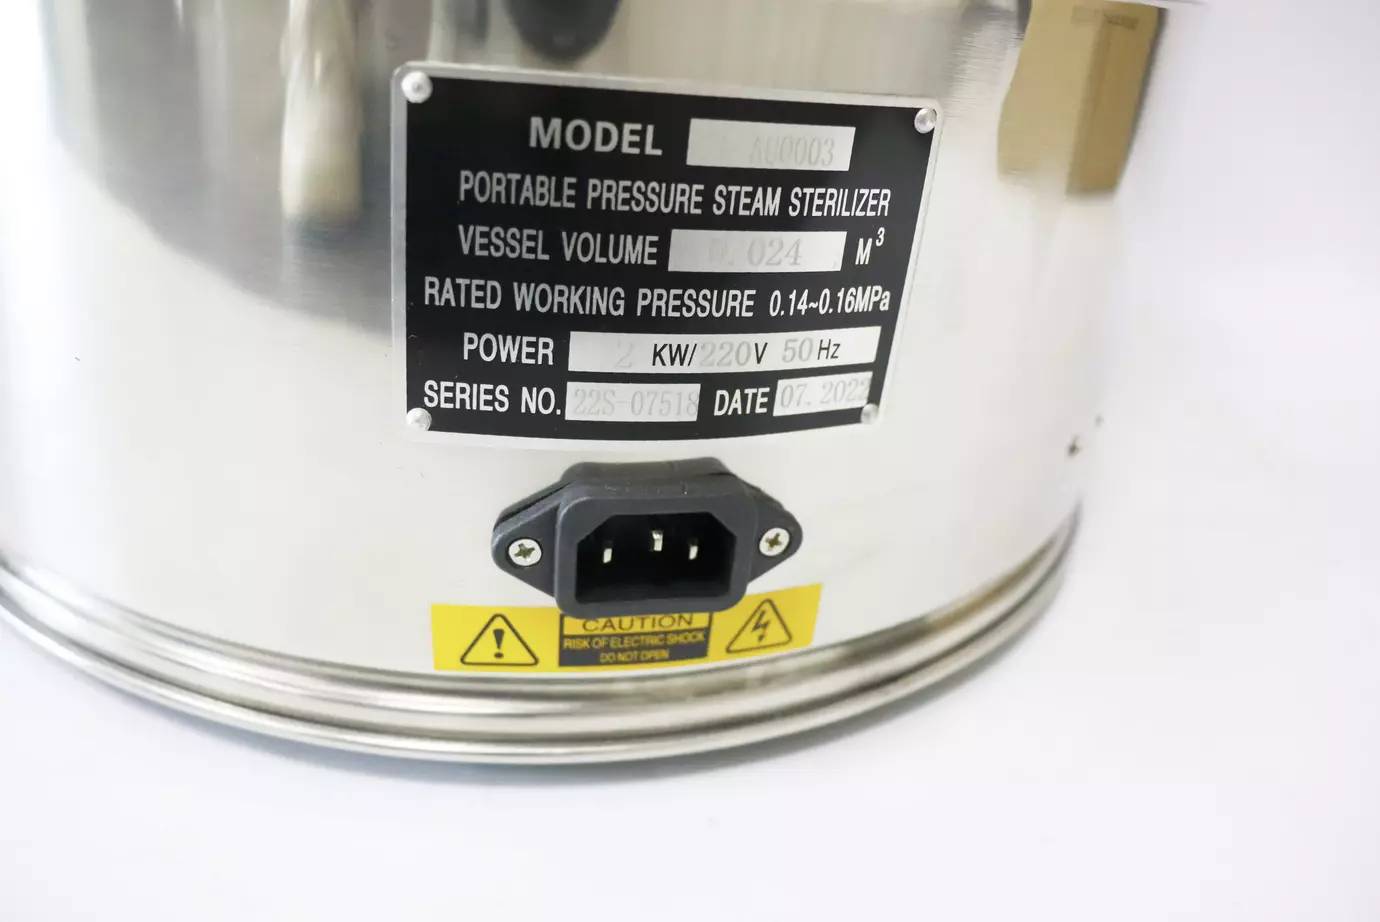 MODEL AU0003
PORTABLE PRESSURE STEAM STERILIZER
VESSEL VOLUME 0.024 M³
RATED WORKING PRESSURE 0.14~0.16MPa
POWER 2 KW/220V 50Hz
SERIES NO. 22S-07518 DATE 07.2022
CAUTION
RISK OF ELECTRIC SHOCK
DO NOT OPEN